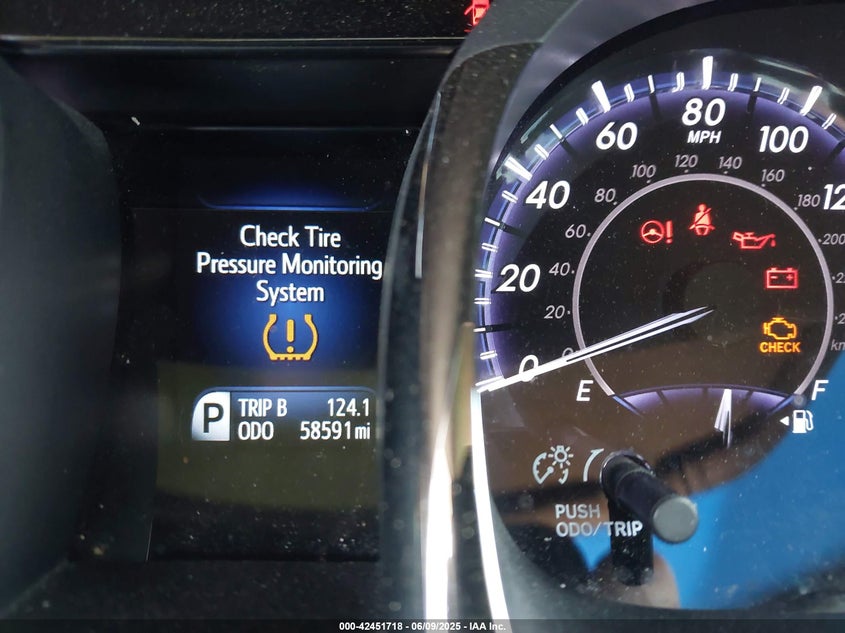 Check Tire
Pressure Monitoring
System
P
TRIP B 124.1
ODO 58591 mi
0
20
40
60
80
100
MPH
0
20
40
60
80
100
120
140
160
180
200
CHECK
E
F
PUSH
ODO/TRIP
000-42451718 - 06/09/2025 - IAA Inc.